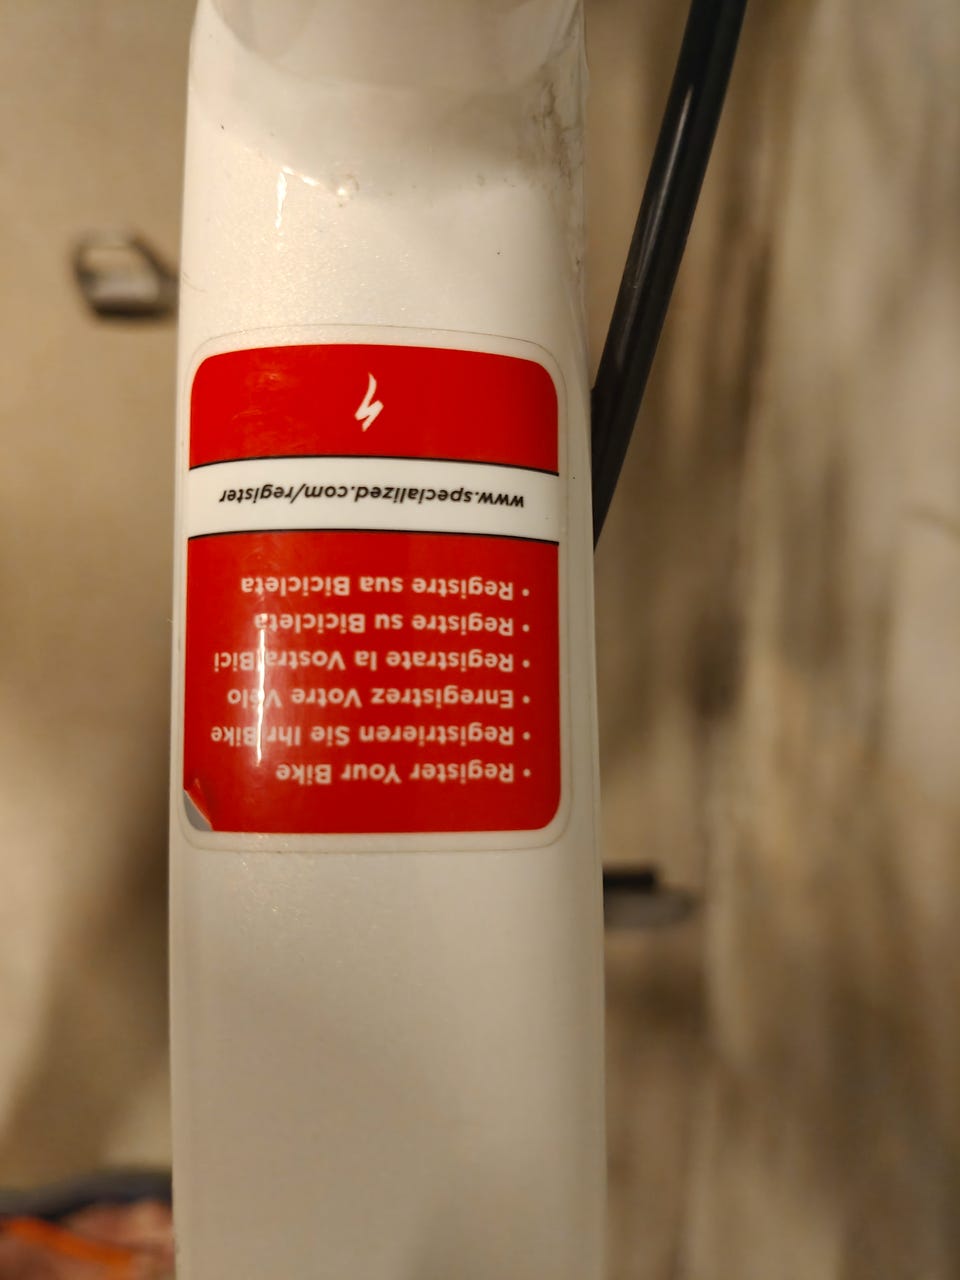 • Register Your Bike
• Registrieren Sie Ihr Bike
• Enregistrez Votre Vélo
• Registrate la Vostra Bici
• Registre su Bicicleta
• Registre sua Bicicleta
www.specialized.com/register